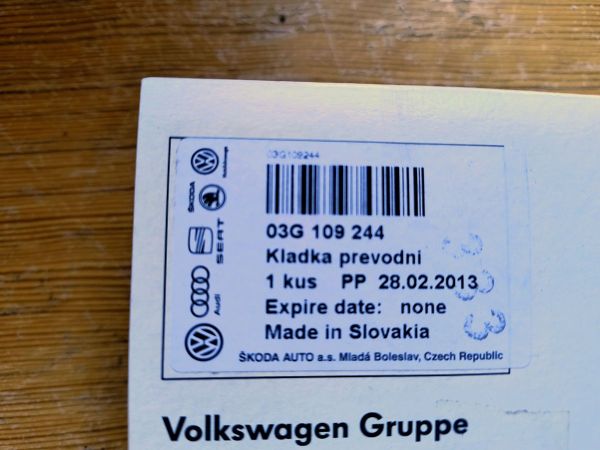 03G109244
03G 109 244
Kladka prevodni
1 kus PP 28.02.2013
Expire date: none
Made in Slovakia
ŠKODA AUTO a.s. Mladá Boleslav, Czech Republic
ŠKODA
SEAT
Audi
333
Volkswagen Gruppe